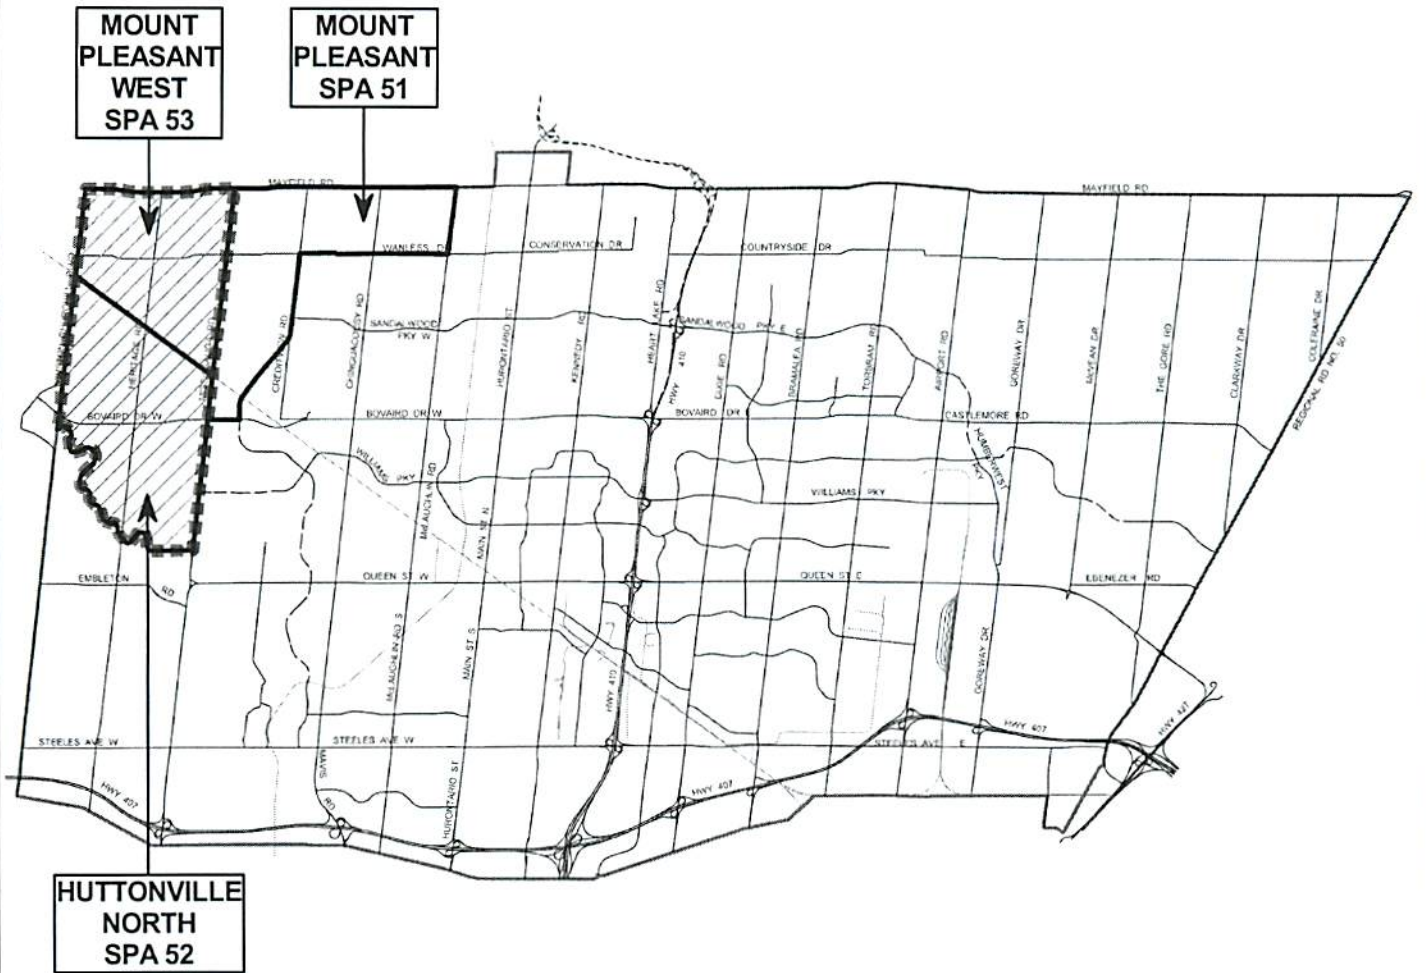 MOUNT
PLEASANT
WEST
SPA 53
MOUNT
PLEASANT
SPA 51
MAYFIELD RD
MAYFIELD RD
WANLESS
CONSERVATION DR
COUNTRYSIDE DR
SANDALWOOD
PKY W
SANDALWOOD PKY E
CREDITVIEW RD
CHINGUACOUSY RD
HURONTARIO ST
KENNEDY
HEART LAKE RD
HWY 410
DIXIE RD
BRAMALEA RD
TORBRAM RD
AIRPORT RD
GOREWAY DR
McVEAN DR
THE GORE RD
CLARKWAY DR
COLERAINE DR
REGIONAL RD NO. 50
HERITAGE
BOVAIRD DR W
BOVAIRD DR W
BOVAIRD DR
CASTLEMORE RD
WILLIAMS PKY
McLAUGHLIN RD
MAIN ST N
WILLIAMS PKY
HUMBERWEST
PKY
EMBLETON
RD
QUEEN ST W
QUEEN ST E
EBENEZER RD
McLAUGHLIN RD S
MAIN ST S
HWY 410
GOREWAY DR
STEELES AVE W
STEELES AVE W
STEELES AVE E
HWY 407
HWY 427
MAVIS
RD
HURONTARIO ST
HWY 407
HWY 407
HUTTONVILLE
NORTH
SPA 52